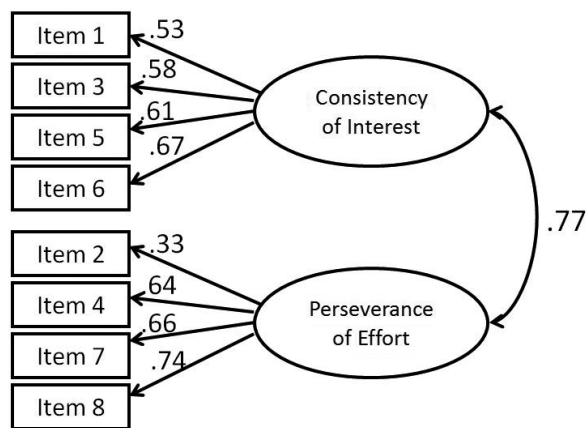 Item 1
.53
Item 3
.58
Item 5
.61
Item 6
.67
Consistency
of Interest
.77
Item 2
.33
Item 4
.64
Item 7
.66
Item 8
.74
Perseverance
of Effort